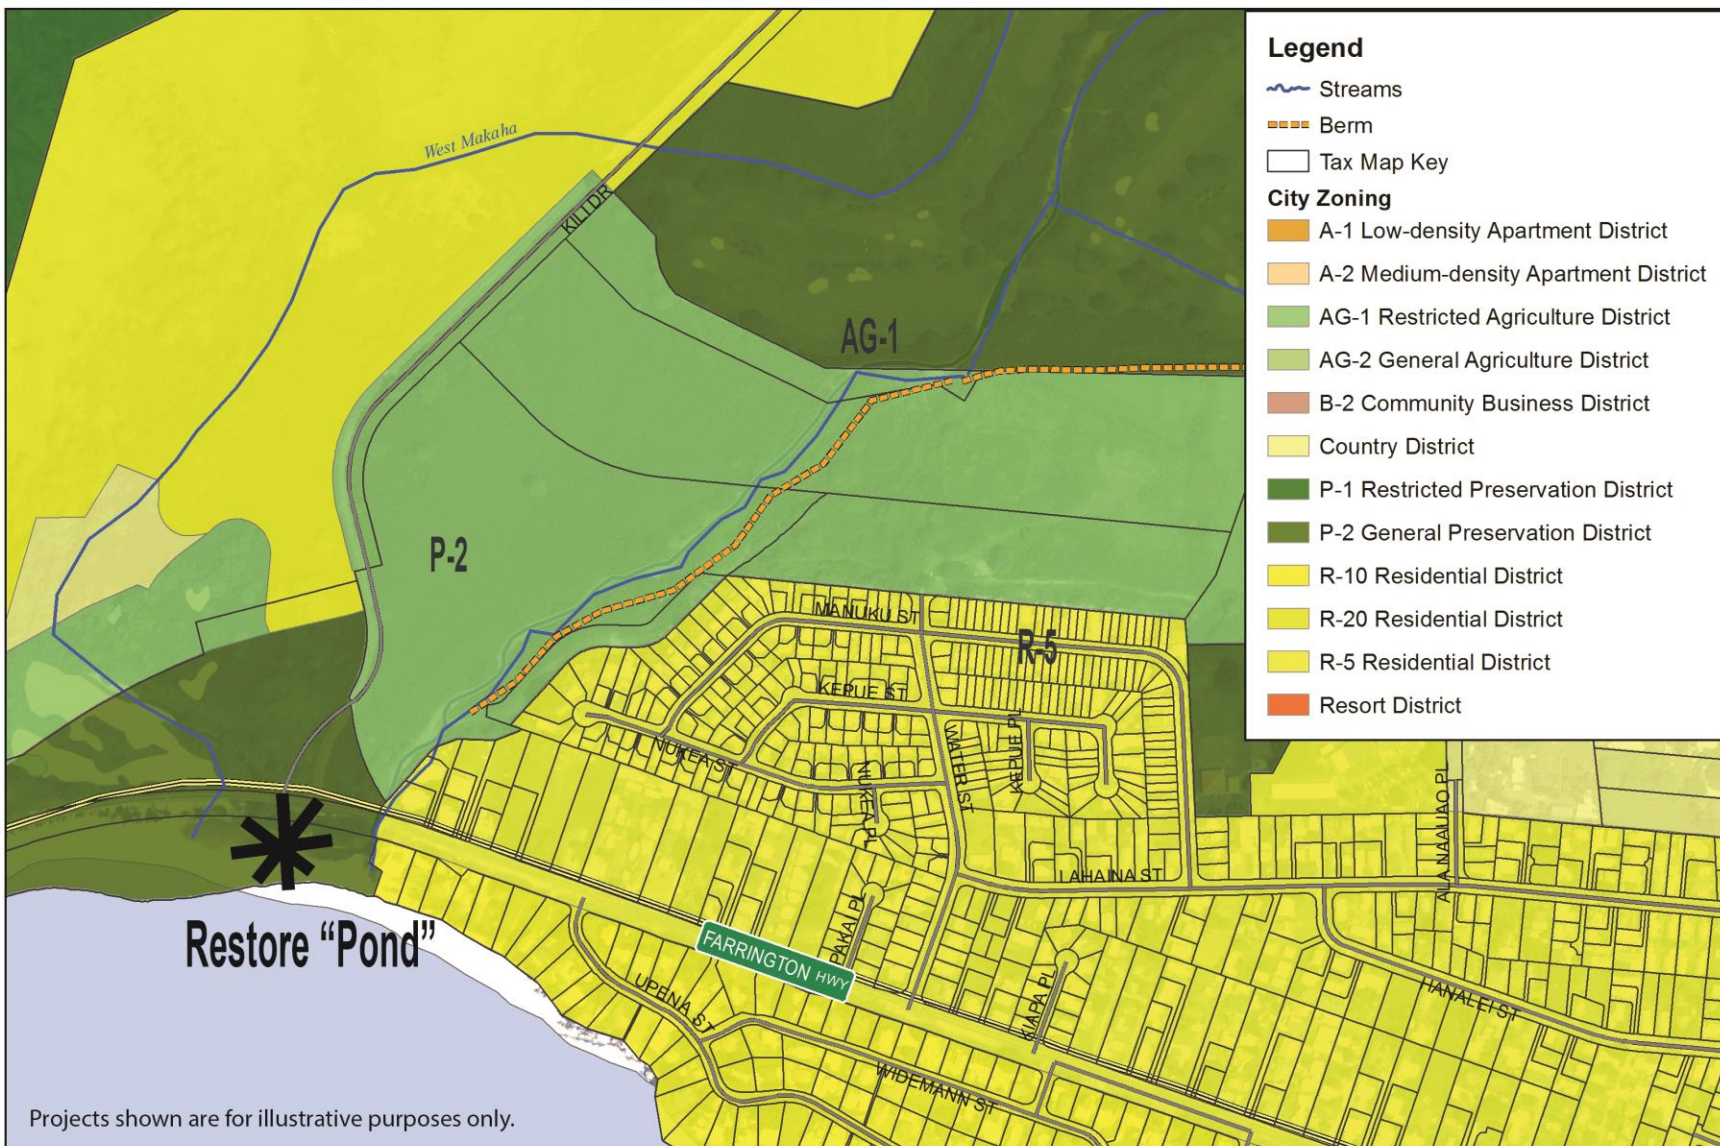 Legend
Streams
Berm
Tax Map Key
City Zoning
A-1 Low-density Apartment District
A-2 Medium-density Apartment District
AG-1 Restricted Agriculture District
AG-2 General Agriculture District
B-2 Community Business District
Country District
P-1 Restricted Preservation District
P-2 General Preservation District
R-10 Residential District
R-20 Residential District
R-5 Residential District
Resort District
West Makaha
KILI DR
AG-1
P-2
MANUKU ST
R-5
KEPUE ST
KEPUE PL
NUKEA ST
WATER ST
NUKEA PL
ALA NAAUAO PL
LAHAINA ST
PAKA PL
Restore “Pond”
FARRINGTON HWY
UPENA ST
KIAPA PL
HANALEI ST
WIDEMANN ST
Projects shown are for illustrative purposes only.